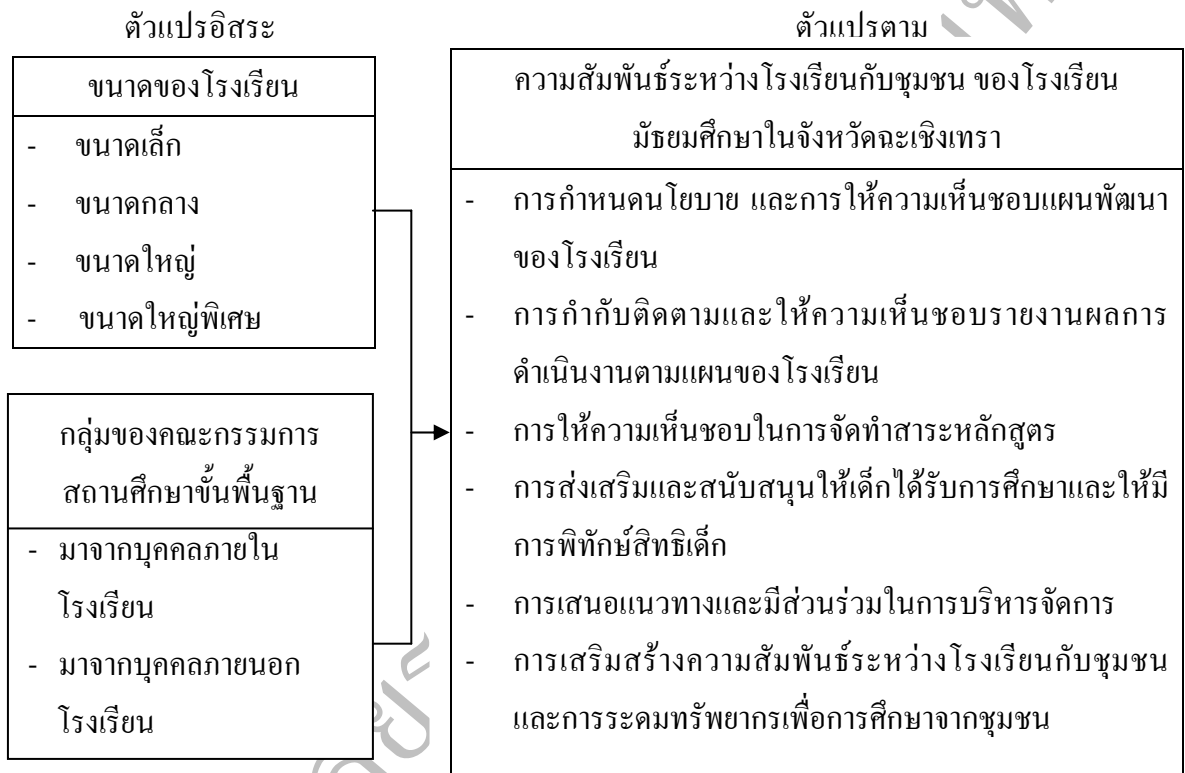 ตัวแปรอิสระ
ขนาดของโรงเรียน
- ขนาดเล็ก
- ขนาดกลาง
- ขนาดใหญ่
- ขนาดใหญ่พิเศษ
กลุ่มของคณะกรรมการ
สถานศึกษาขั้นพื้นฐาน
- มาจากบุคคลภายใน
โรงเรียน
- มาจากบุคคลภายนอก
โรงเรียน
ตัวแปรตาม
ความสัมพันธ์ระหว่างโรงเรียนกับชุมชน ของโรงเรียน
มัธยมศึกษาในจังหวัดฉะเชิงเทรา
- การกำหนดนโยบาย และการให้ความเห็นชอบแผนพัฒนา
ของโรงเรียน
- การกำกับติดตามและให้ความเห็นชอบรายงานผลการ
ดำเนินงานตามแผนของโรงเรียน
- การให้ความเห็นชอบในการจัดทำสาระหลักสูตร
- การส่งเสริมและสนับสนุนให้เด็กได้รับการศึกษาและให้มี
การพิทักษ์สิทธิเด็ก
- การเสนอแนวทางและมีส่วนร่วมในการบริหารจัดการ
- การเสริมสร้างความสัมพันธ์ระหว่างโรงเรียนกับชุมชน
และการระดมทรัพยากรเพื่อการศึกษาจากชุมชน